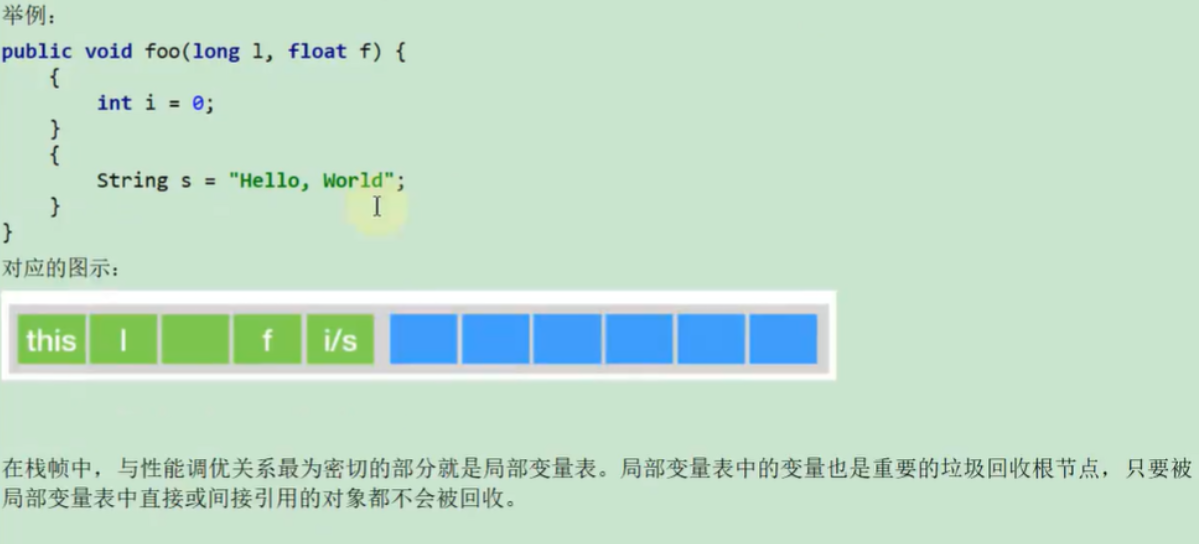 举例：
public void foo(long l, float f) {
{
int i = 0;
}
{
String s = "Hello, World";
}
}
对应的图示：
this l f i/s
在栈帧中，与性能调优关系最为密切的部分就是局部变量表。局部变量表中的变量也是重要的垃圾回收根节点，只要被
局部变量表中直接或间接引用的对象都不会被回收。